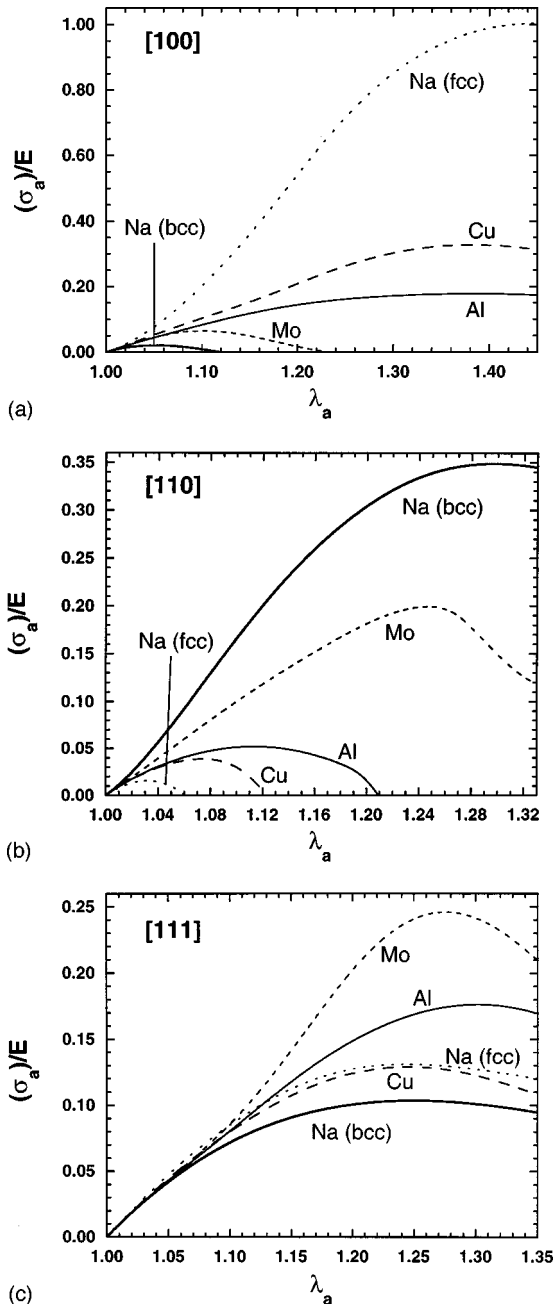 [100]
Na (fcc)
Na (bcc)
Cu
Al
Mo
(σₐ)/E
1.00
0.80
0.60
0.40
0.20
0.00
1.00 1.10 1.20 1.30 1.40
λₐ
(a)
[110]
Na (bcc)
Na (fcc)
Mo
Al
Cu
(σₐ)/E
0.35
0.30
0.25
0.20
0.15
0.10
0.05
0.00
1.00 1.04 1.08 1.12 1.16 1.20 1.24 1.28 1.32
λₐ
(b)
[111]
Mo
Al
Na (fcc)
Cu
Na (bcc)
(σₐ)/E
0.25
0.20
0.15
0.10
0.05
0.00
1.00 1.05 1.10 1.15 1.20 1.25 1.30 1.35
λₐ
(c)